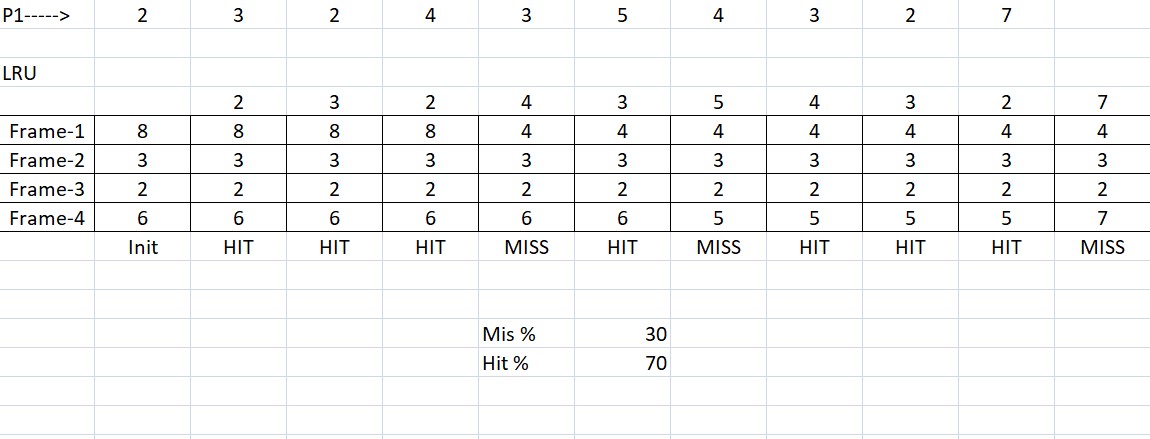 P1-----> 2 3 2 4 3 5 4 3 2 7
LRU
2 3 2 4 3 5 4 3 2 7
Frame-1 8 8 8 8 4 4 4 4 4 4 4
Frame-2 3 3 3 3 3 3 3 3 3 3 3
Frame-3 2 2 2 2 2 2 2 2 2 2 2
Frame-4 6 6 6 6 6 6 5 5 5 5 7
Init HIT HIT HIT MISS HIT MISS HIT HIT HIT MISS
Mis % 30
Hit % 70